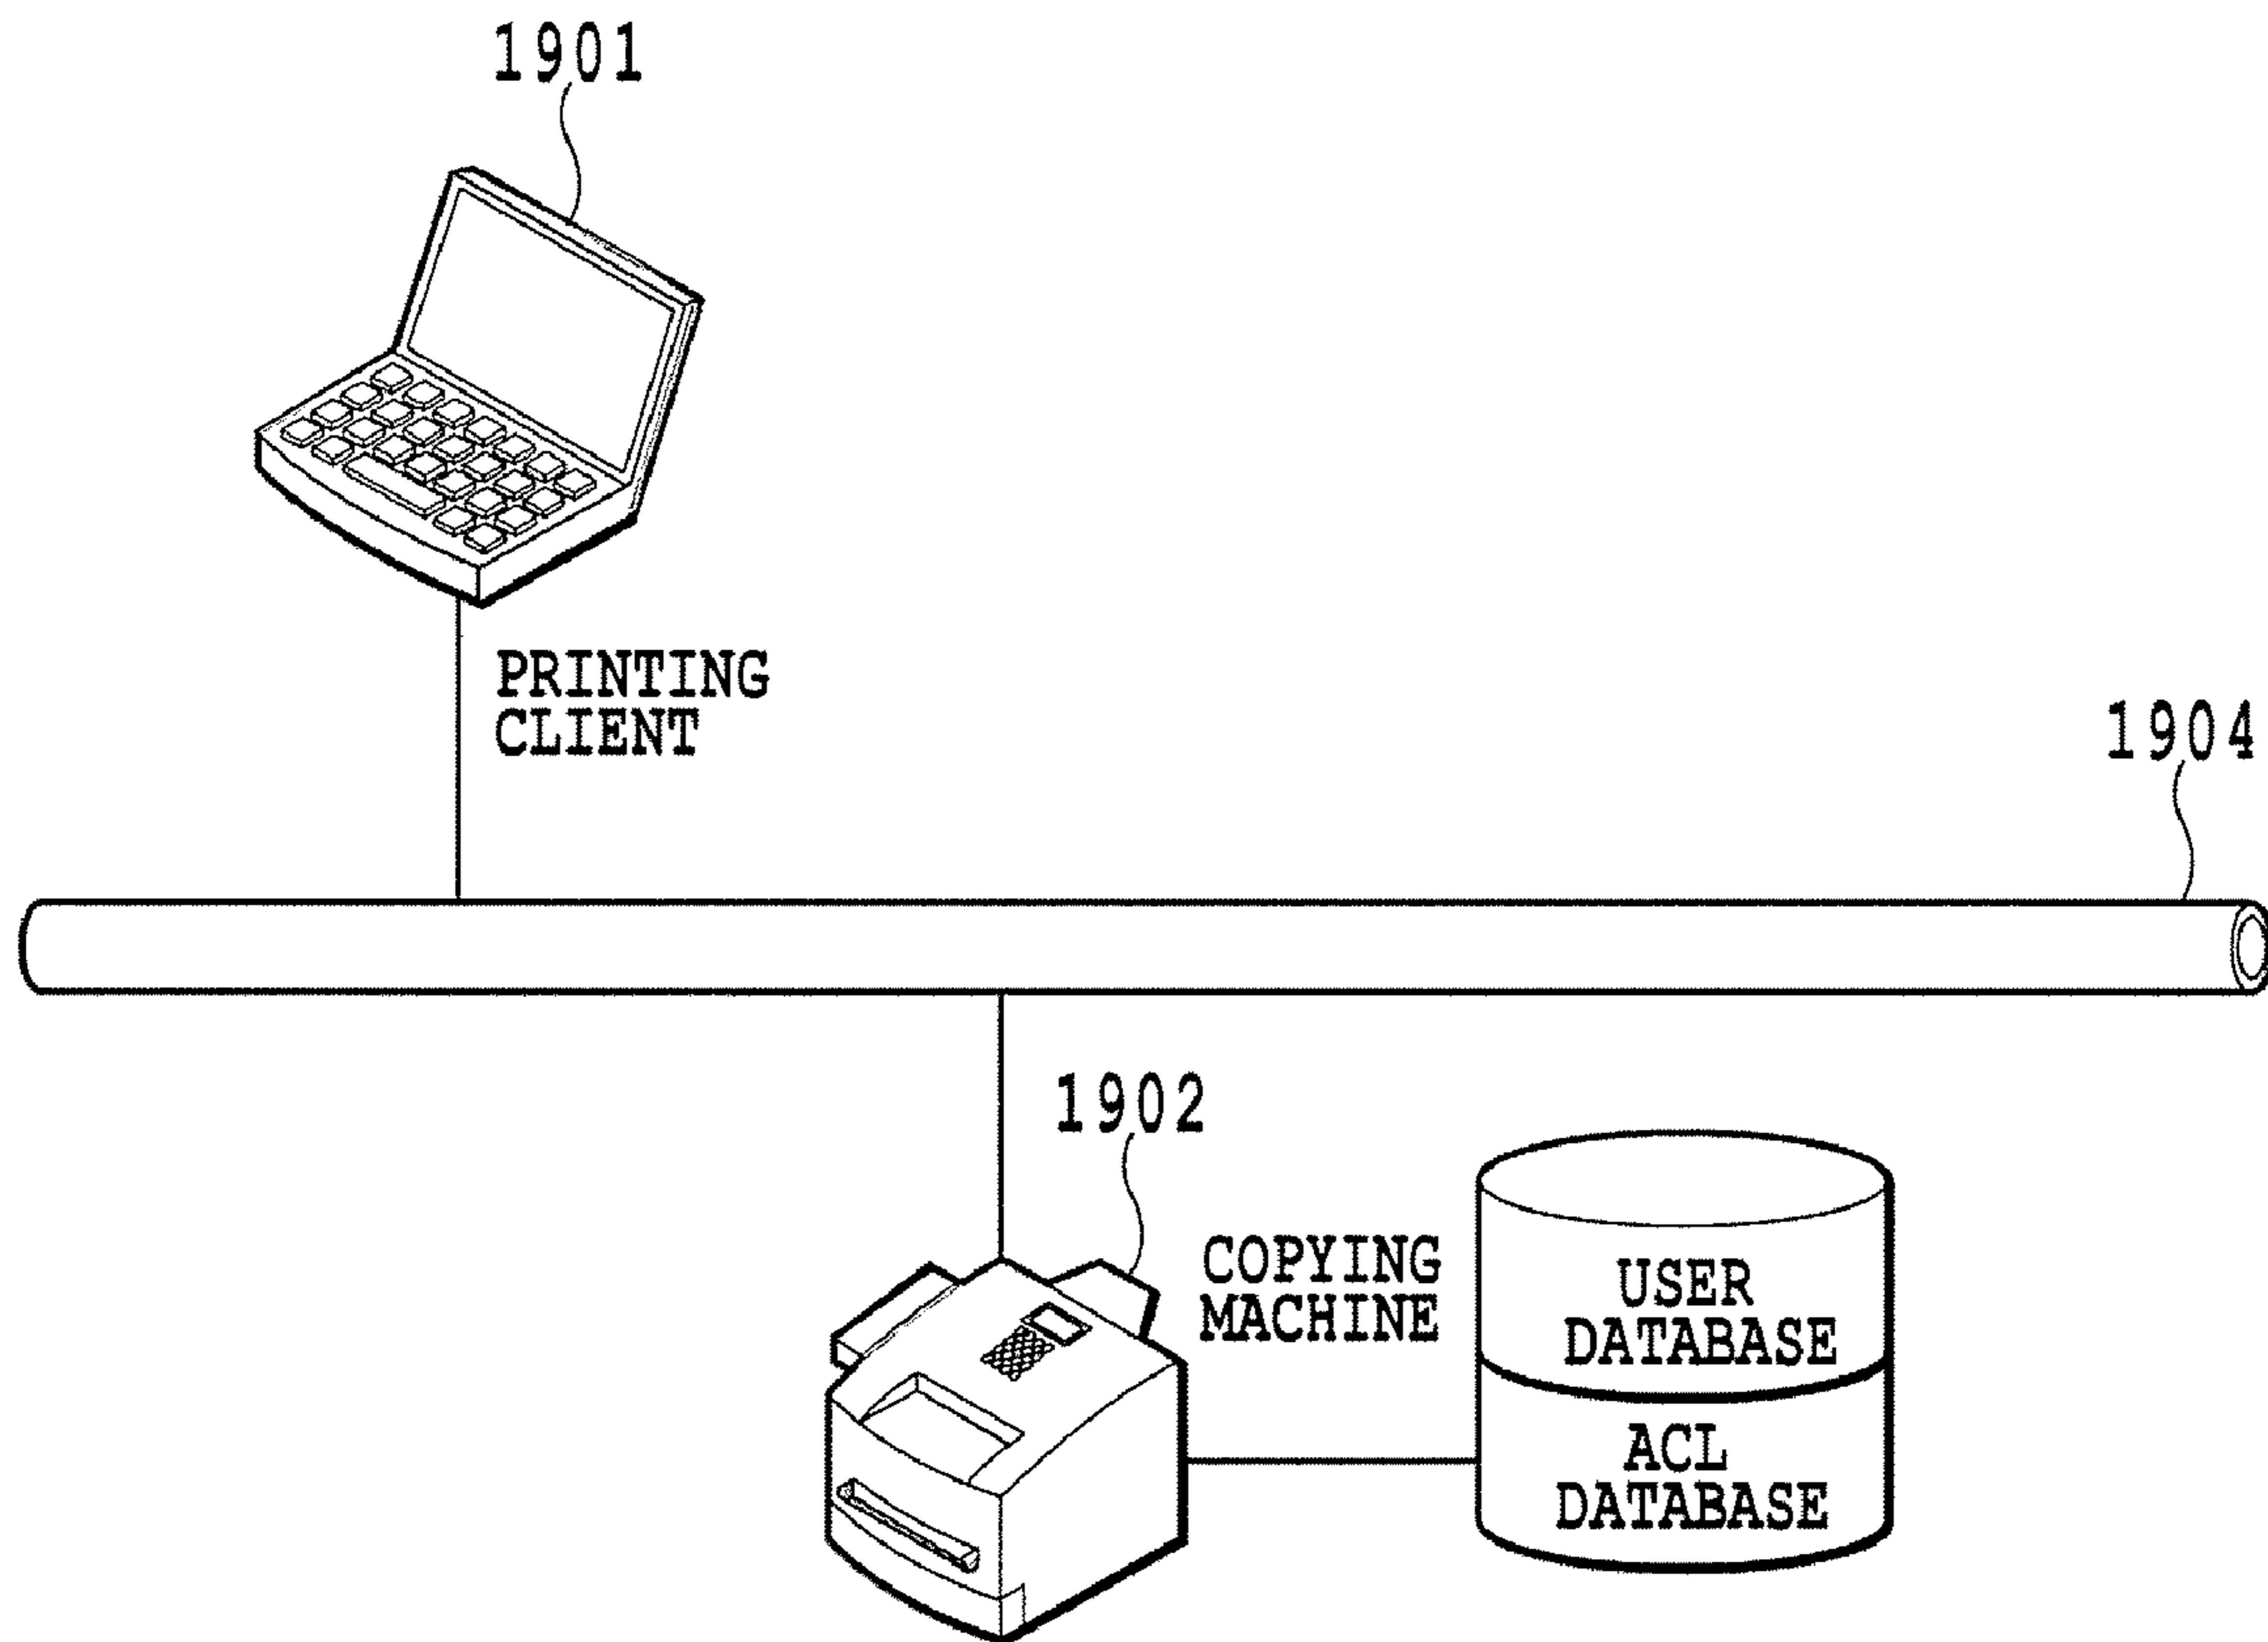 1901
PRINTING
CLIENT
1904
1902
COPYING
MACHINE
USER
DATABASE
ACL
DATABASE